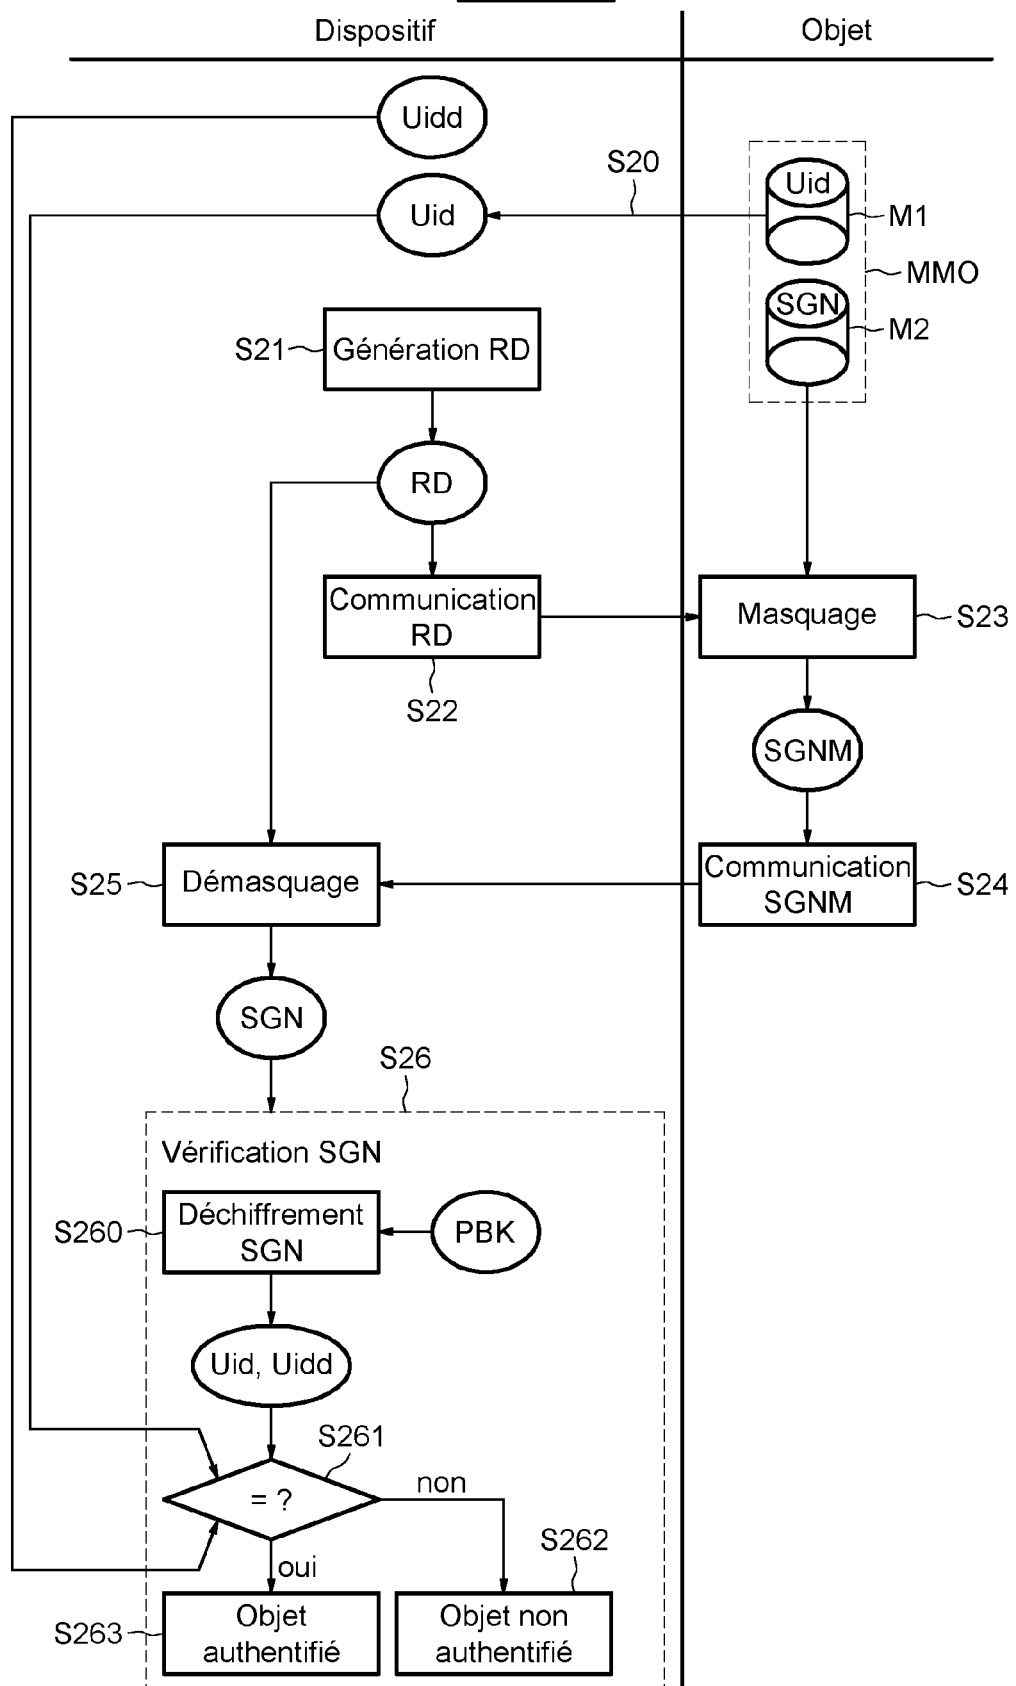 Dispositif
Objet
Uidd
S20
Uid
Uid
M1
MMO
SGN
M2
S21
Génération RD
RD
Communication
RD
S22
Masquage
S23
SGNM
S25
Démasquage
Communication
SGNM
S24
SGN
S26
Vérification SGN
S260
Déchiffrement
SGN
PBK
Uid, Uidd
S261
= ?
non
oui
S262
S263
Objet
authentifié
Objet non
authentifié